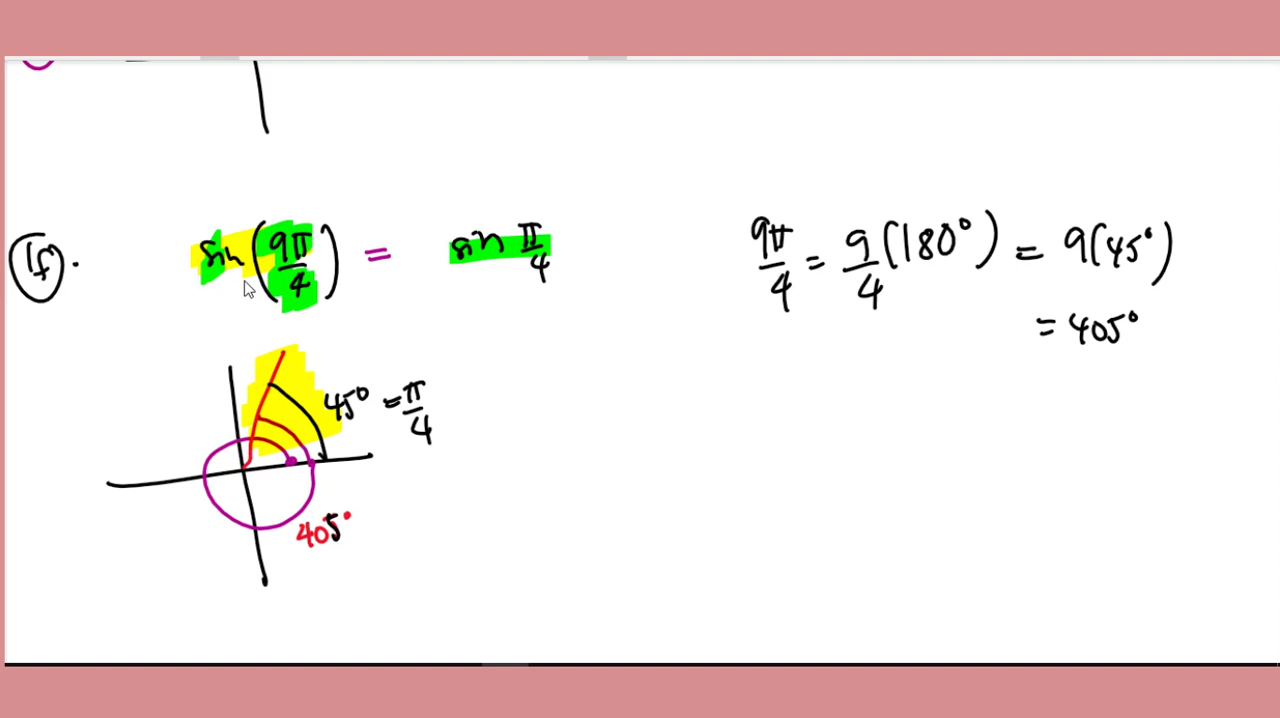 1f.
sin(9π/4) = sin π/4
9π/4 = 9/4(180°) = 9(45°)
= 405°
45° = π/4
405°